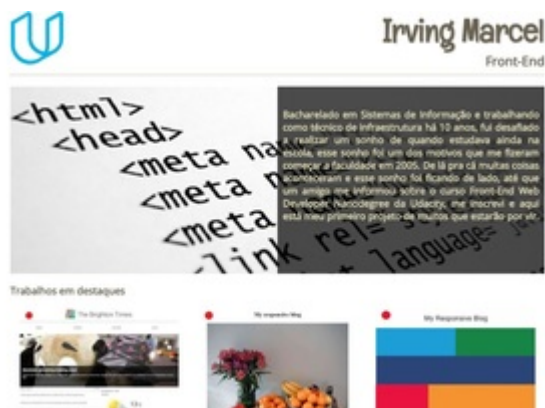 Irving Marcel
Front-End
<html>
<head>
<meta name
<meta n
<meta
<link rel=
language=
Bacharelado em Sistemas de Informação e trabalhando
como técnico de infraestrutura há 10 anos, fui desafiado
a realizar um sonho de quando estudava ainda na
escola, esse sonho foi um dos motivos que me fizeram
começar a faculdade em 2005. De lá pra cá muitas coisas
aconteceram e esse sonho foi ficando de lado, até que
um amigo me informou sobre o curso Front-End Web
Developer Nanodegree da Udacity, me inscrevi e aqui
está meu primeiro projeto de muitos que estarão por vir.
Trabalhos em destaques
The Brighton Times
My responsive blog
My Responsive Blog